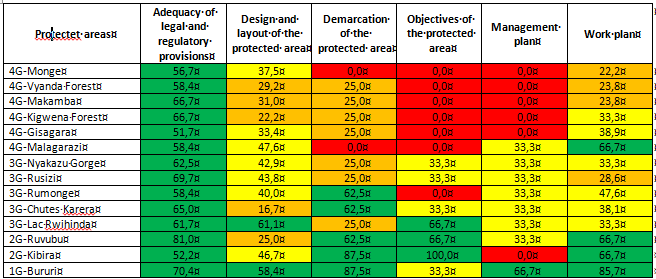 Projectet areas¤ Adequacy of legal and regulatory provisions¤ Design and layout of the protected area¤ Demarcation of the protected area¤ Objectives of the protected area¤ Management plan¤ Work plan¤
4G-Monge¤ 56,7¤ 37,5¤ 0,0¤ 0,0¤ 0,0¤ 22,2¤
4G-Vyanda Forest¤ 58,4¤ 29,2¤ 25,0¤ 0,0¤ 0,0¤ 23,8¤
4G-Makamba¤ 66,7¤ 31,0¤ 25,0¤ 0,0¤ 0,0¤ 23,8¤
4G-Kigwena Forest¤ 66,7¤ 22,2¤ 25,0¤ 0,0¤ 0,0¤ 33,3¤
4G-Gisagara¤ 51,7¤ 33,4¤ 25,0¤ 0,0¤ 0,0¤ 38,9¤
4G-Malagarazi¤ 58,4¤ 47,6¤ 0,0¤ 0,0¤ 33,3¤ 66,7¤
3G-Nyakazu Gorge¤ 62,5¤ 42,9¤ 25,0¤ 33,3¤ 33,3¤ 33,3¤
3G-Rusizi¤ 69,7¤ 43,8¤ 25,0¤ 33,3¤ 33,3¤ 28,6¤
3G-Rumonge¤ 58,4¤ 40,0¤ 62,5¤ 0,0¤ 33,3¤ 47,6¤
3G-Chutes Karera¤ 65,0¤ 16,7¤ 62,5¤ 33,3¤ 33,3¤ 38,1¤
3G-Lac Rwihinda¤ 61,7¤ 61,1¤ 25,0¤ 66,7¤ 33,3¤ 33,3¤
2G-Ruvubu¤ 81,0¤ 25,0¤ 62,5¤ 66,7¤ 33,3¤ 66,7¤
2G-Kibira¤ 52,2¤ 46,7¤ 87,5¤ 100,0¤ 0,0¤ 66,7¤
1G-Bururi¤ 70,4¤ 58,4¤ 87,5¤ 33,3¤ 66,7¤ 85,7¤